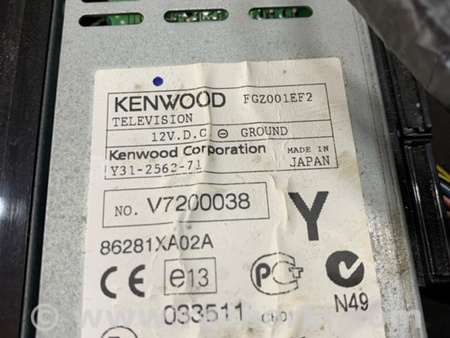 KENWOOD FGZ001EF2
TELEVISION
12V.D.C ⊖ GROUND
Kenwood Corporation MADE IN
Y31-2562-71 JAPAN
NO. V7200038 Y
86281XA02A
CE e13 PC N49
033511